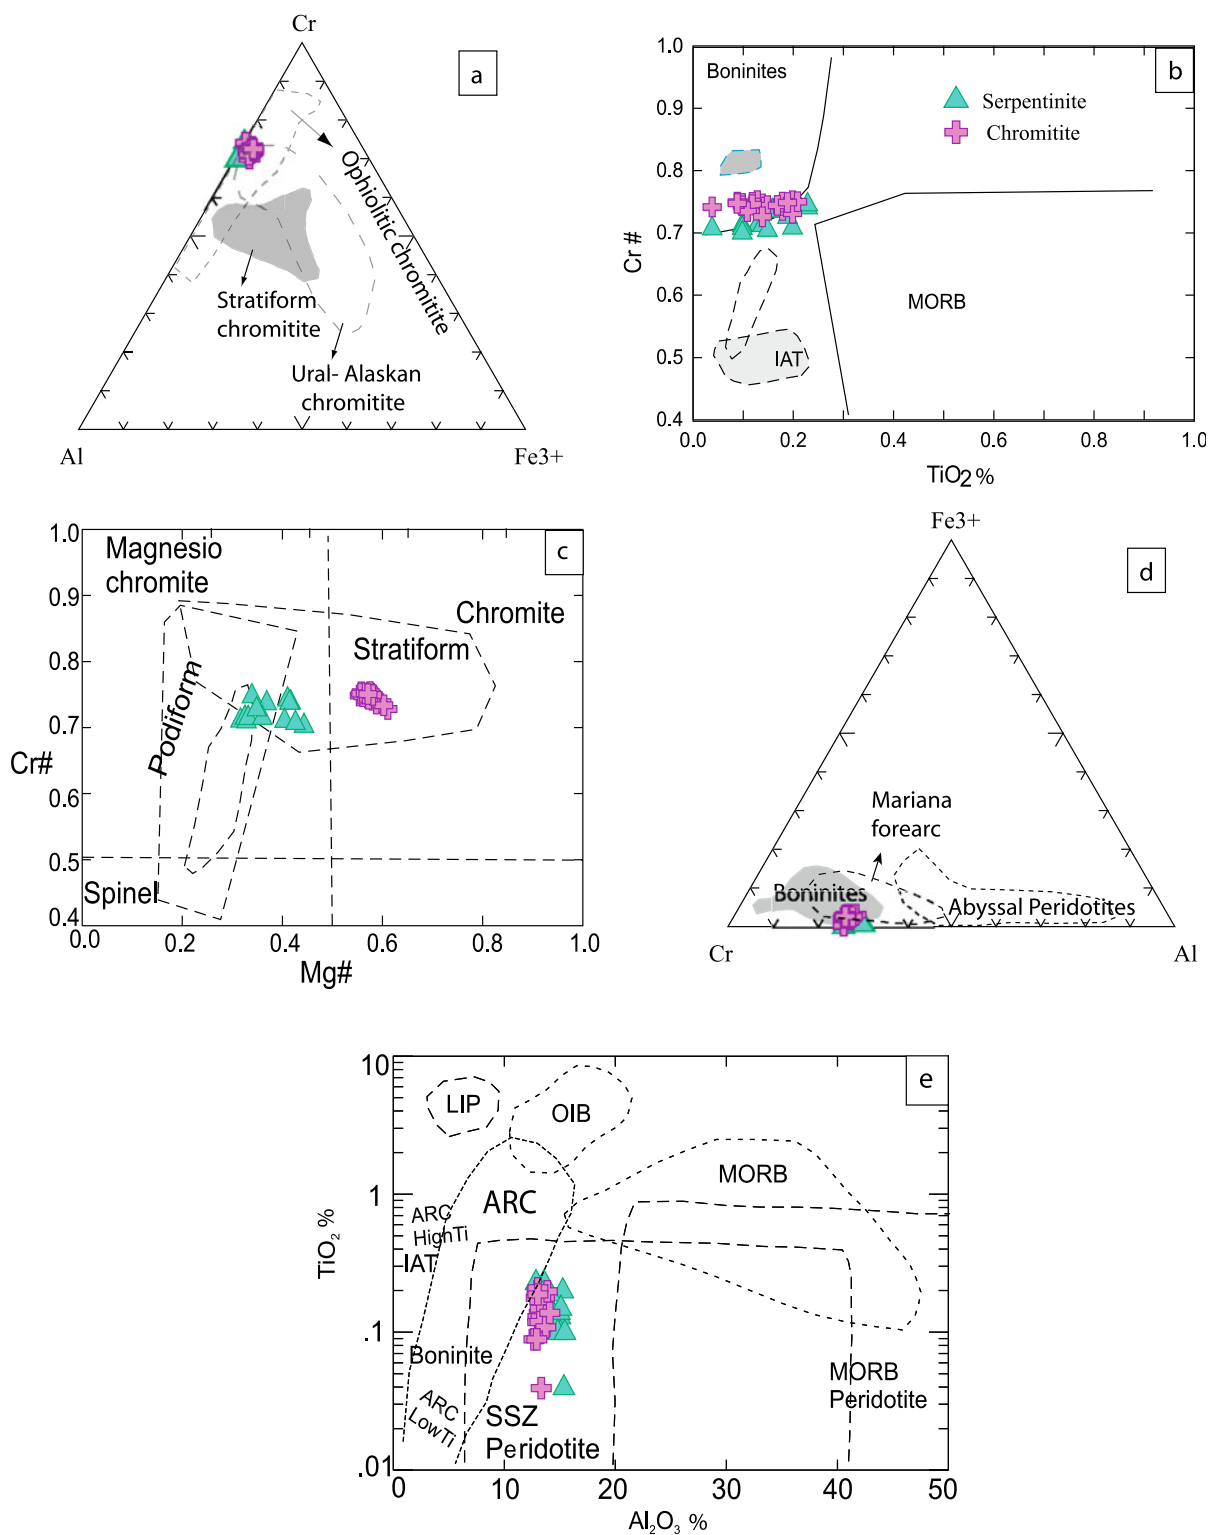 Cr
a
Ophiolitic chromitite
Stratiform
chromitite
Ural- Alaskan
chromitite
Al
Fe3+
b
Boninites
Serpentinite
Chromitite
MORB
IAT
Cr #
1.0
0.9
0.8
0.7
0.6
0.5
0.4
0.0
0.2
0.4
0.6
0.8
1.0
TiO2 %
c
Magnesio
chromite
Chromite
Stratiform
Podiform
Spinel
Cr#
1.0
0.9
0.8
0.7
0.6
0.5
0.4
0.0
0.2
0.4
0.6
0.8
1.0
Mg#
Fe3+
d
Mariana
forearc
Boninites
Abyssal Peridotites
Cr
Al
e
LIP
OIB
MORB
ARC
ARC
HighTi
IAT
Boninite
ARC
LowTi
SSZ
Peridotite
MORB
Peridotite
TiO2 %
10
1
.1
.01
0
10
20
30
40
50
Al2O3 %